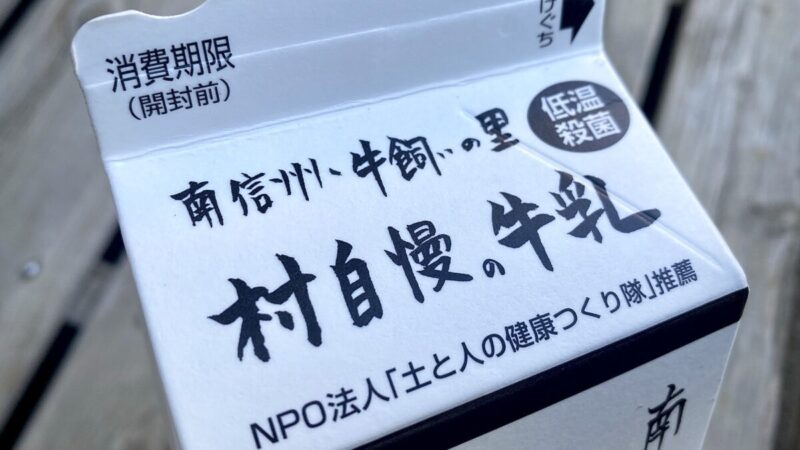 消費期限
(開封前)
けぐち
低温
殺菌
南信州、牛飼いの里
村自慢の牛乳
NPO法人「土と人の健康つくり隊」推薦
南